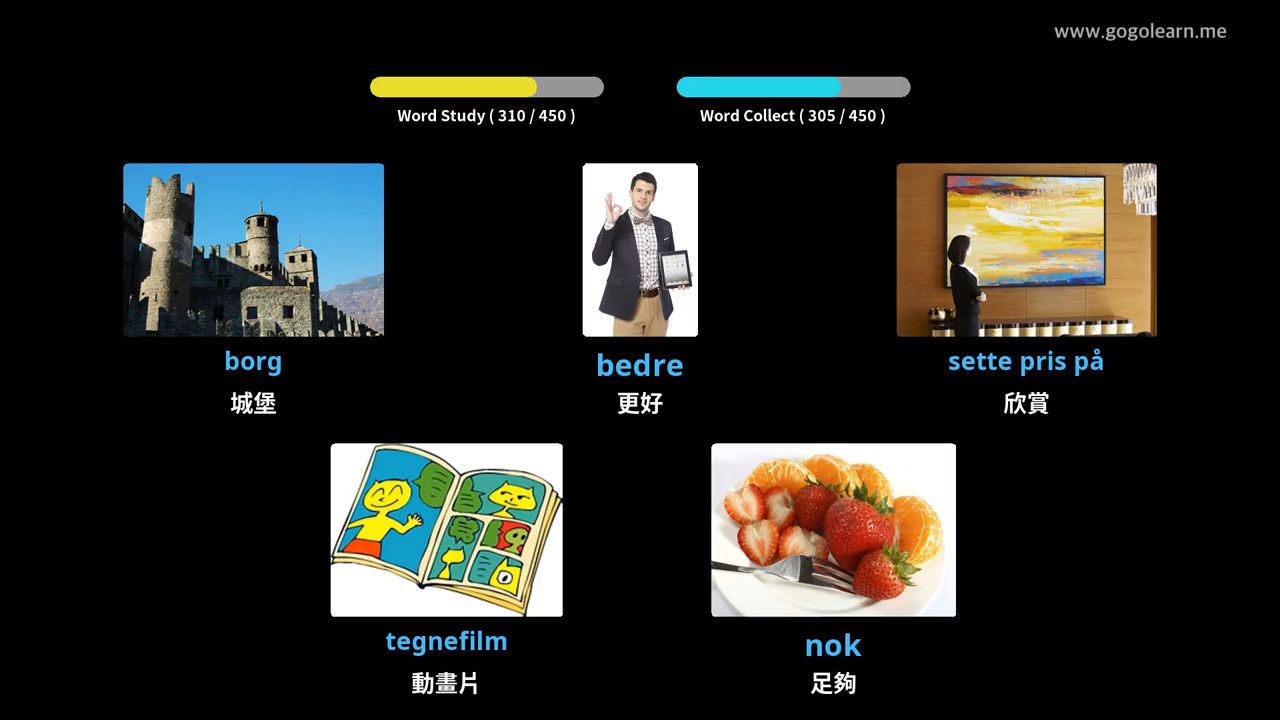 www.gogolearn.me
Word Study ( 310 / 450 )
Word Collect ( 305 / 450 )
borg
城堡
bedre
更好
sette pris på
欣賞
tegnefilm
動畫片
nok
足夠